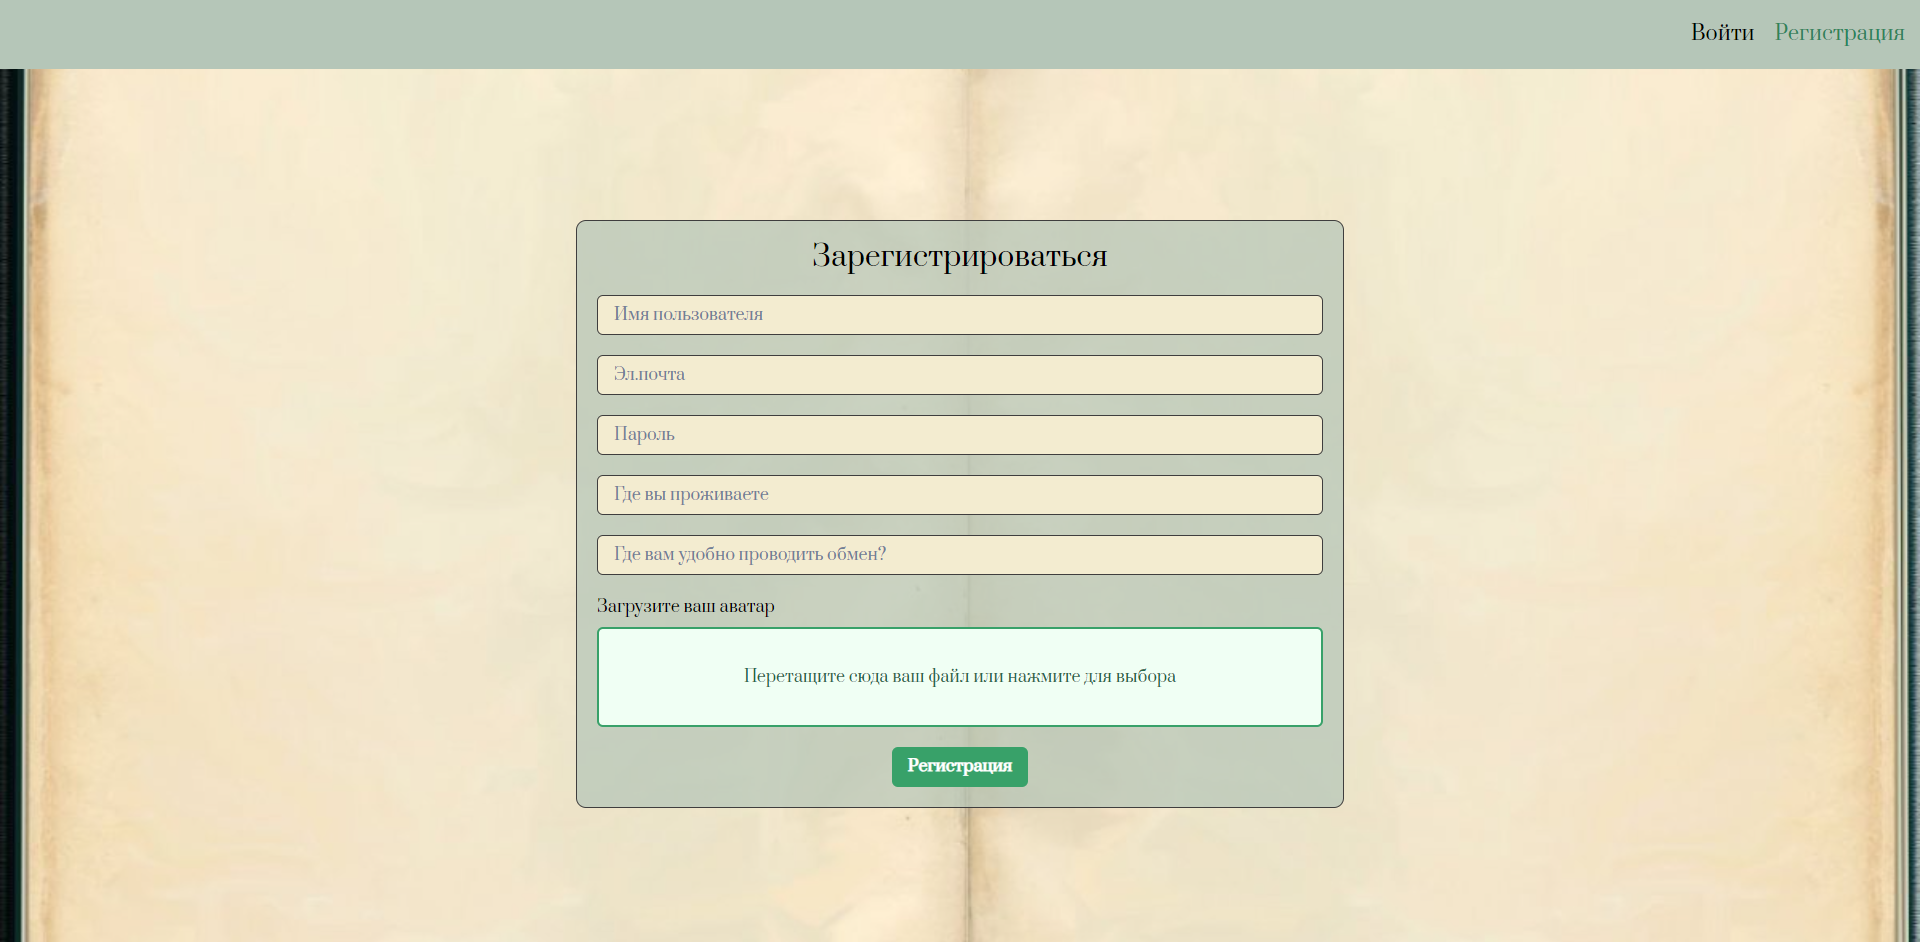 Войти Регистрация
Зарегистрироваться
Имя пользователя
Эл.почта
Пароль
Где вы проживаете
Где вам удобно проводить обмен?
Загрузите ваш аватар
Перетащите сюда ваш файл или нажмите для выбора
Регистрация